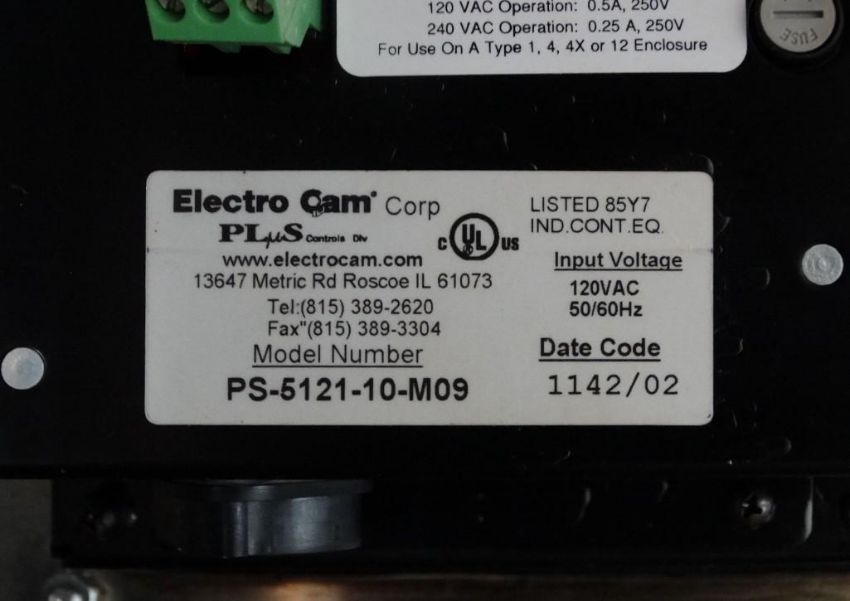 120 VAC Operation: 0.5A, 250V
240 VAC Operation: 0.25 A, 250V
For Use On A Type 1, 4, 4X or 12 Enclosure
FUSE
Electro Cam® Corp
PLµS Controls Div
www.electrocam.com
13647 Metric Rd Roscoe IL 61073
Tel:(815) 389-2620
Fax"(815) 389-3304
Model Number
PS-5121-10-M09
C UL US
LISTED 85Y7
IND.CONT.EQ.
Input Voltage
120VAC
50/60Hz
Date Code
1142/02